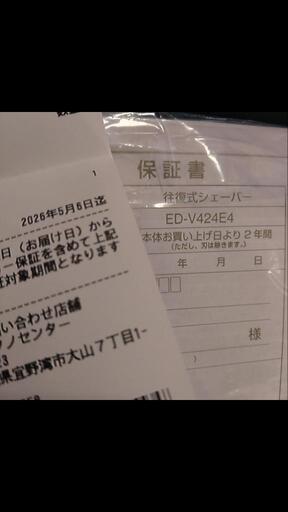 1
2026年5月6日迄
日（お届け日）から
ー保証を含めて上記
証対象期間となります
い合わせ店舗
ノセンター
23
県宜野湾市大山7丁目1-
保証書
往復式シェーバー
ED-V424E4
本体お買い上げ日より2年間
（ただし、刃は除きます。）
年 月 日
様
）